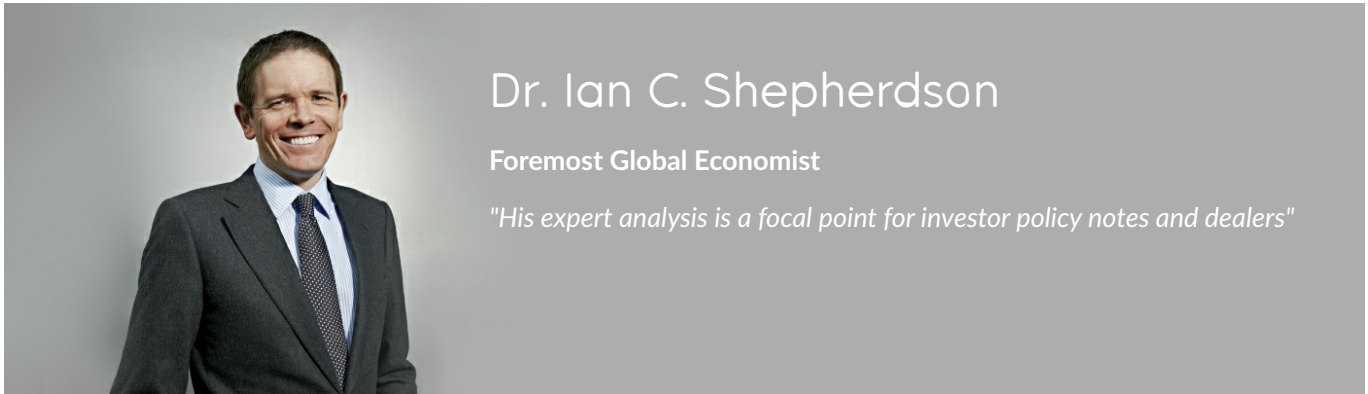 Dr. Ian C. Shepherdson
Foremost Global Economist
"His expert analysis is a focal point for investor policy notes and dealers"